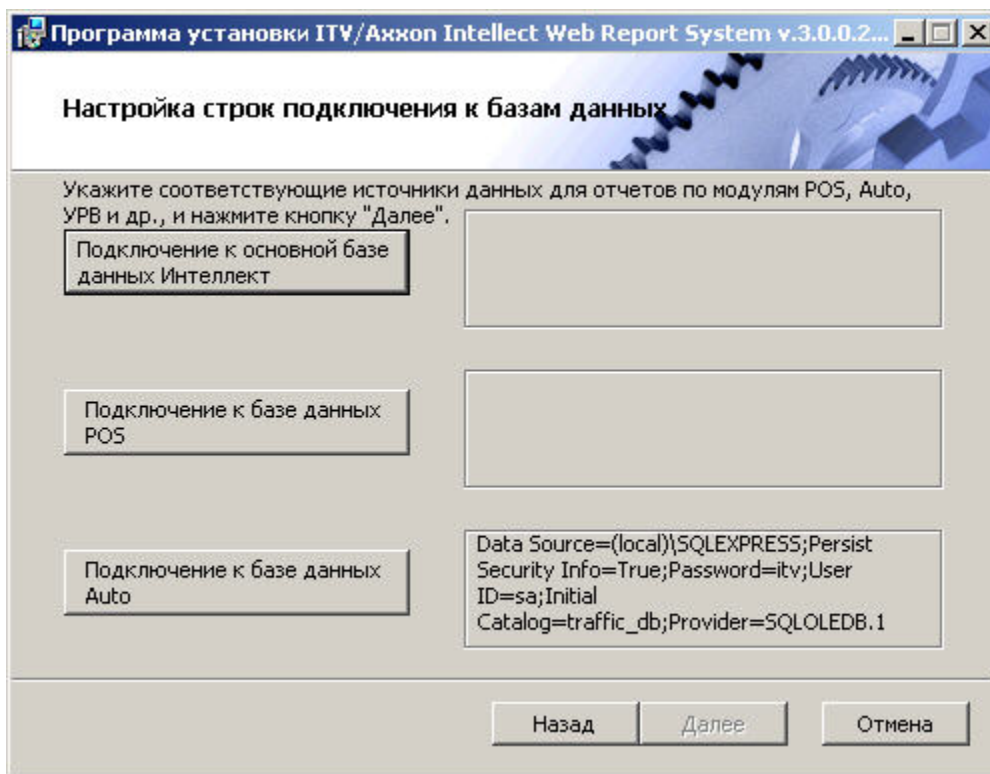 Программа установки ITV/Axxon Intellect Web Report System v.3.0.0.2...
Настройка строк подключения к базам данных
Укажите соответствующие источники данных для отчетов по модулям POS, Auto,
УРВ и др., и нажмите кнопку "Далее".
Подключение к основной базе
данных Интеллект
Подключение к базе данных
POS
Подключение к базе данных
Auto
Data Source=(local)\SQLEXPRESS;Persist
Security Info=True;Password=itv;User
ID=sa;Initial
Catalog=traffic_db;Provider=SQLOLEDB.1
Назад
Далее
Отмена